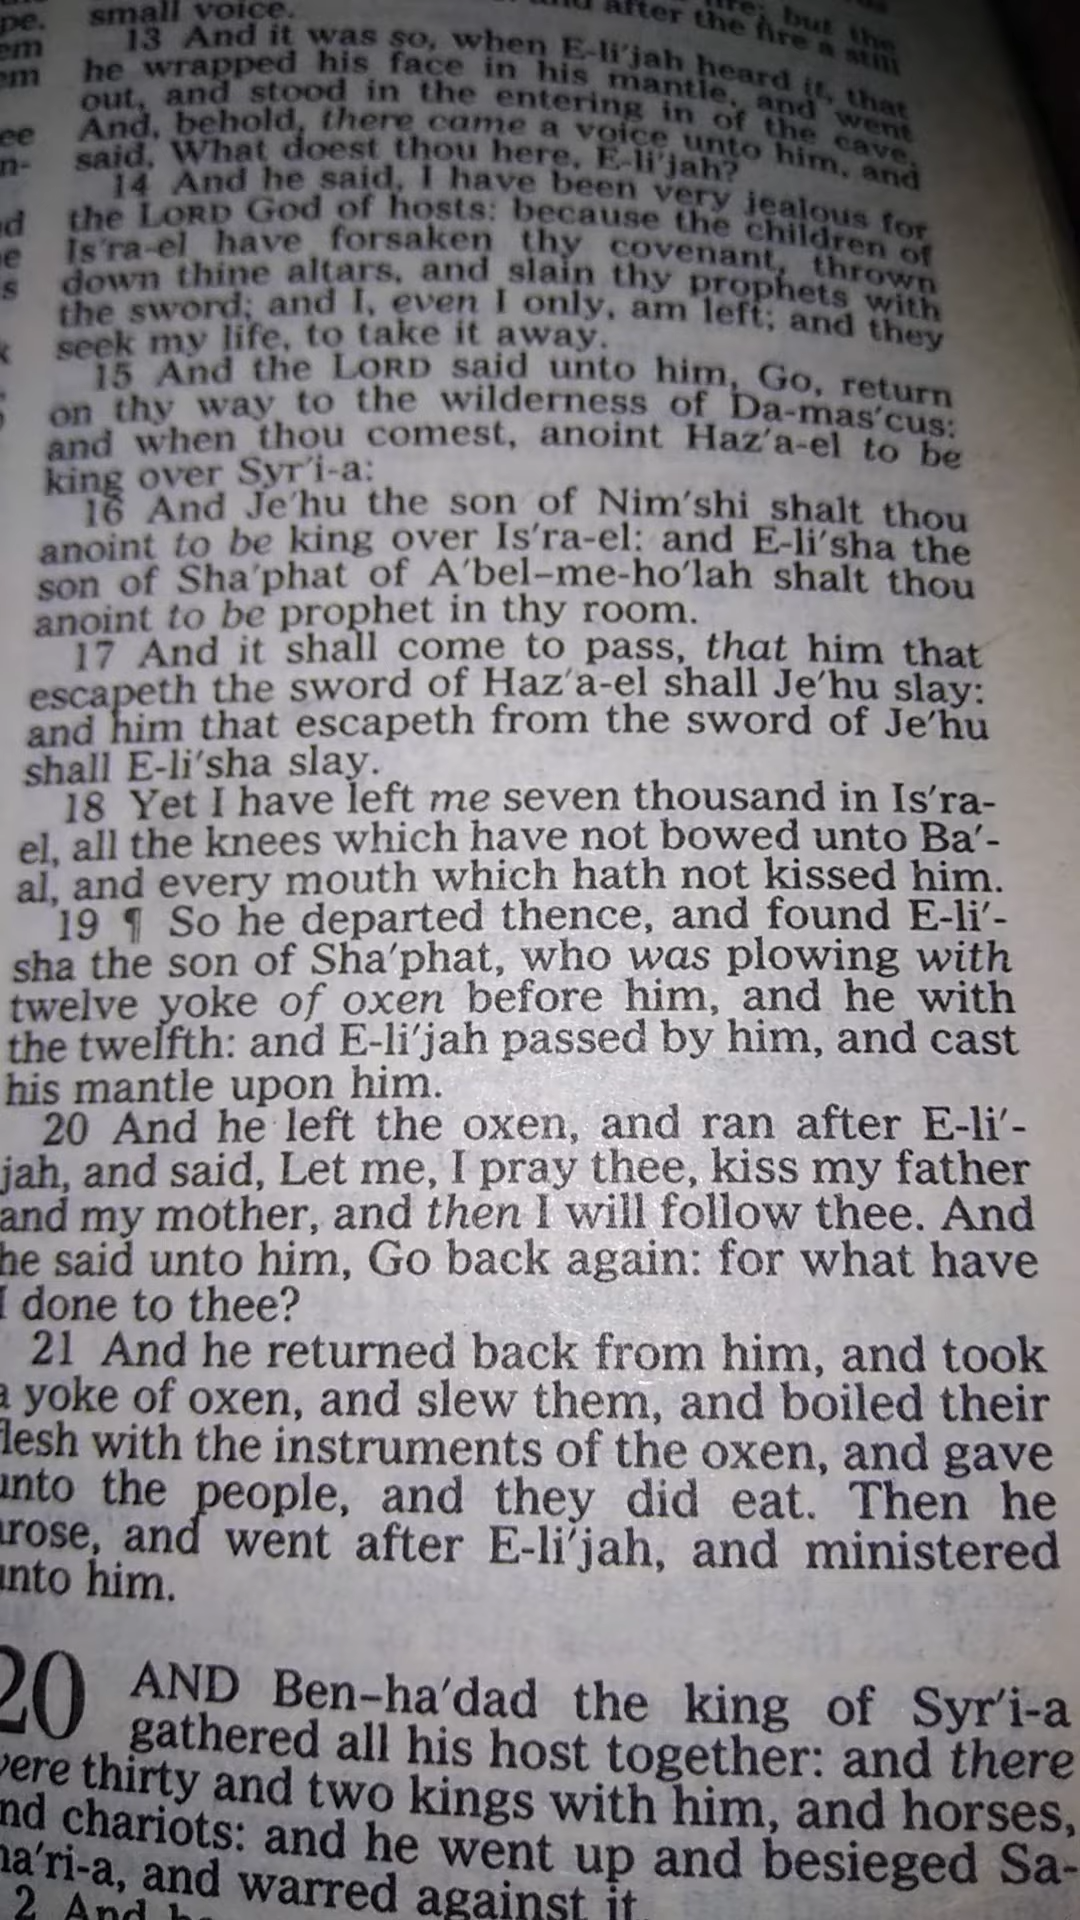 pe.
em
em
ee
n-
nd
e
s
k
but the
after the fire a still
small voice.
13 And it was so, when E-li′jah heard it, that
he wrapped his face in his mantle, and went
out, and stood in the entering in of the cave.
And, behold, there came a voice unto him, and
said, What doest thou here, E-li′jah?
14 And he said, I have been very jealous for
the LORD God of hosts: because the children of
Is′ra-el have forsaken thy covenant, thrown
down thine altars, and slain thy prophets with
the sword; and I, even I only, am left; and they
seek my life, to take it away.
15 And the LORD said unto him, Go, return
on thy way to the wilderness of Da-mas′cus:
and when thou comest, anoint Haz′a-el to be
king over Syr′i-a:
16 And Je′hu the son of Nim′shi shalt thou
anoint to be king over Is′ra-el: and E-li′sha the
son of Sha′phat of A′bel–me-ho′lah shalt thou
anoint to be prophet in thy room.
17 And it shall come to pass, that him that
escapeth the sword of Haz′a-el shall Je′hu slay:
and him that escapeth from the sword of Je′hu
shall E-li′sha slay.
18 Yet I have left me seven thousand in Is′ra-
el, all the knees which have not bowed unto Ba′-
al, and every mouth which hath not kissed him.
19 ¶ So he departed thence, and found E-li′-
sha the son of Sha′phat, who was plowing with
twelve yoke of oxen before him, and he with
the twelfth: and E-li′jah passed by him, and cast
his mantle upon him.
20 And he left the oxen, and ran after E-li′-
jah, and said, Let me, I pray thee, kiss my father
and my mother, and then I will follow thee. And
he said unto him, Go back again: for what have
I done to thee?
21 And he returned back from him, and took
a yoke of oxen, and slew them, and boiled their
lesh with the instruments of the oxen, and gave
unto the people, and they did eat. Then he
arose, and went after E-li′jah, and ministered
unto him.
20 AND Ben–ha′dad the king of Syr′i-a
gathered all his host together: and there
were thirty and two kings with him, and horses,
nd chariots: and he went up and besieged Sa-
ma′ri-a, and warred against it.
2 And he